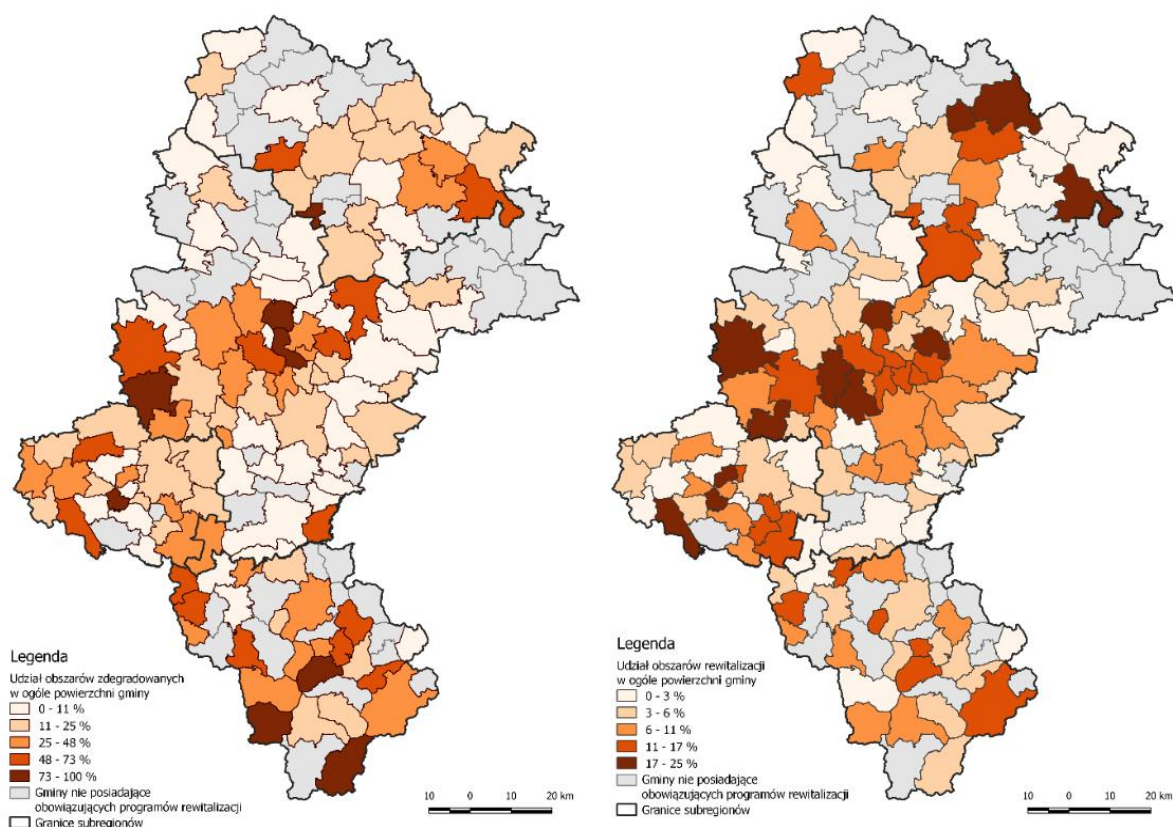 Legenda
Udział obszarów zdegradowanych
w ogóle powierzchni gminy
0 - 11 %
11 - 25 %
25 - 48 %
48 - 73 %
73 - 100 %
Gminy nie posiadające
obowiązujących programów rewitalizacji
Granice subregionów
10 0 10 20 km
Legenda
Udział obszarów rewitalizacji
w ogóle powierzchni gminy
0 - 3 %
3 - 6 %
6 - 11 %
11 - 17 %
17 - 25 %
Gminy nie posiadające
obowiązujących programów rewitalizacji
Granice subregionów
10 0 10 20 km